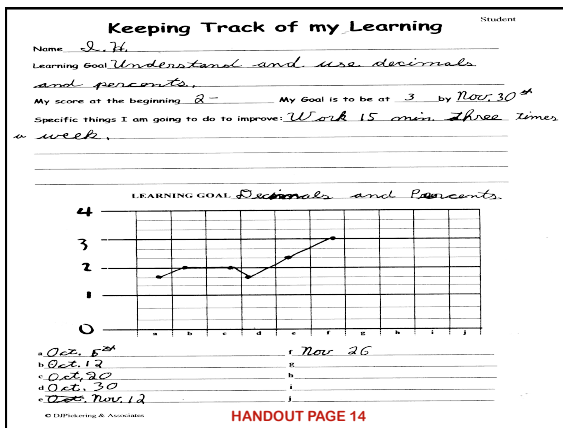 Student
Keeping Track of my Learning
Name I. H.
Learning Goal Understand and use decimals
and percents.
My score at the beginning 2- My Goal is to be at 3 by Nov. 30th
Specific things I am going to do to improve: Work 15 min. three times
a week.
LEARNING GOAL Decimals and Percents.
4
3
2
1
0
a b c d e f g h i j
a Oct. 5th f Nov 26
b Oct. 12 g
c Oct, 20 h
d Oct. 30 i
e Oct. Nov. 12 j
© DJPickering & Associates HANDOUT PAGE 14